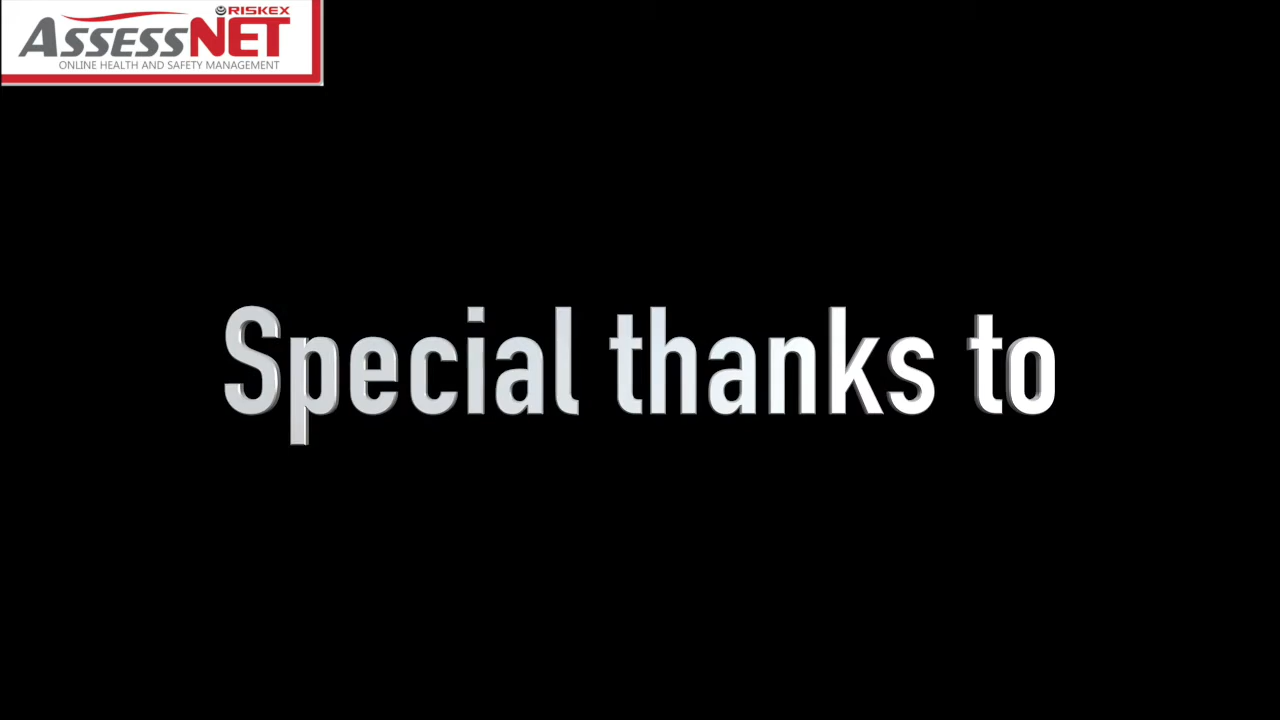 RISKEX
ASSESSNET
ONLINE HEALTH AND SAFETY MANAGEMENT
Special thanks to